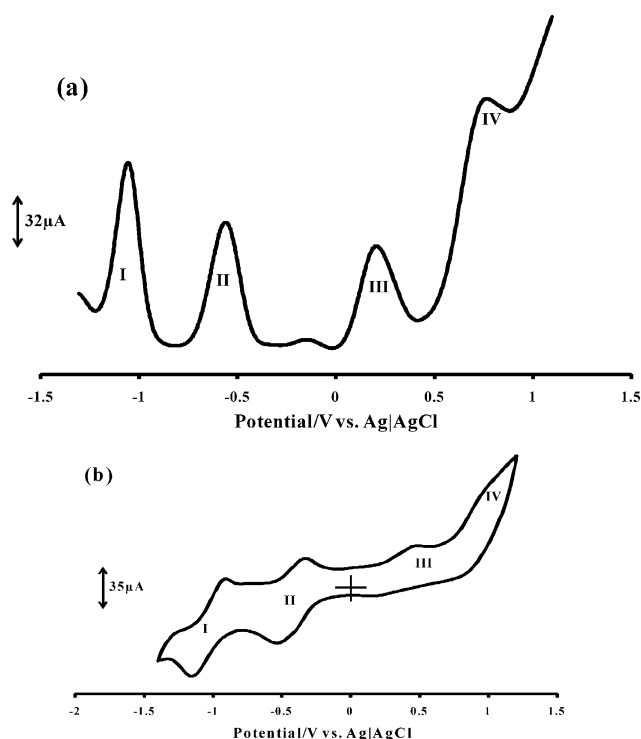 (a)
IV
32µA
I
II
III
-1.5 -1 -0.5 0 0.5 1 1.5
Potential/V vs. Ag|AgCl
(b)
IV
III
35µA
II
I
-2 -1.5 -1 -0.5 0 0.5 1 1.5
Potential/V vs. Ag|AgCl